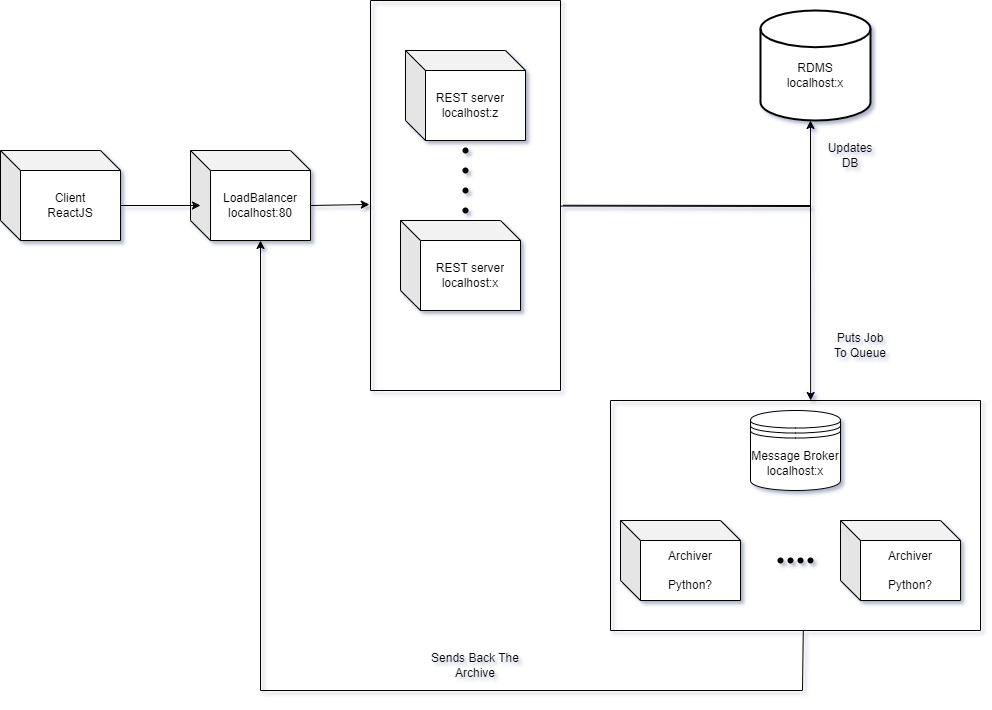 RDMS
localhost:x
REST server
localhost:z
Updates
DB
Client
ReactJS
LoadBalancer
localhost:80
REST server
localhost:x
Puts Job
To Queue
Message Broker
localhost:x
Archiver
Python?
Archiver
Python?
Sends Back The
Archive